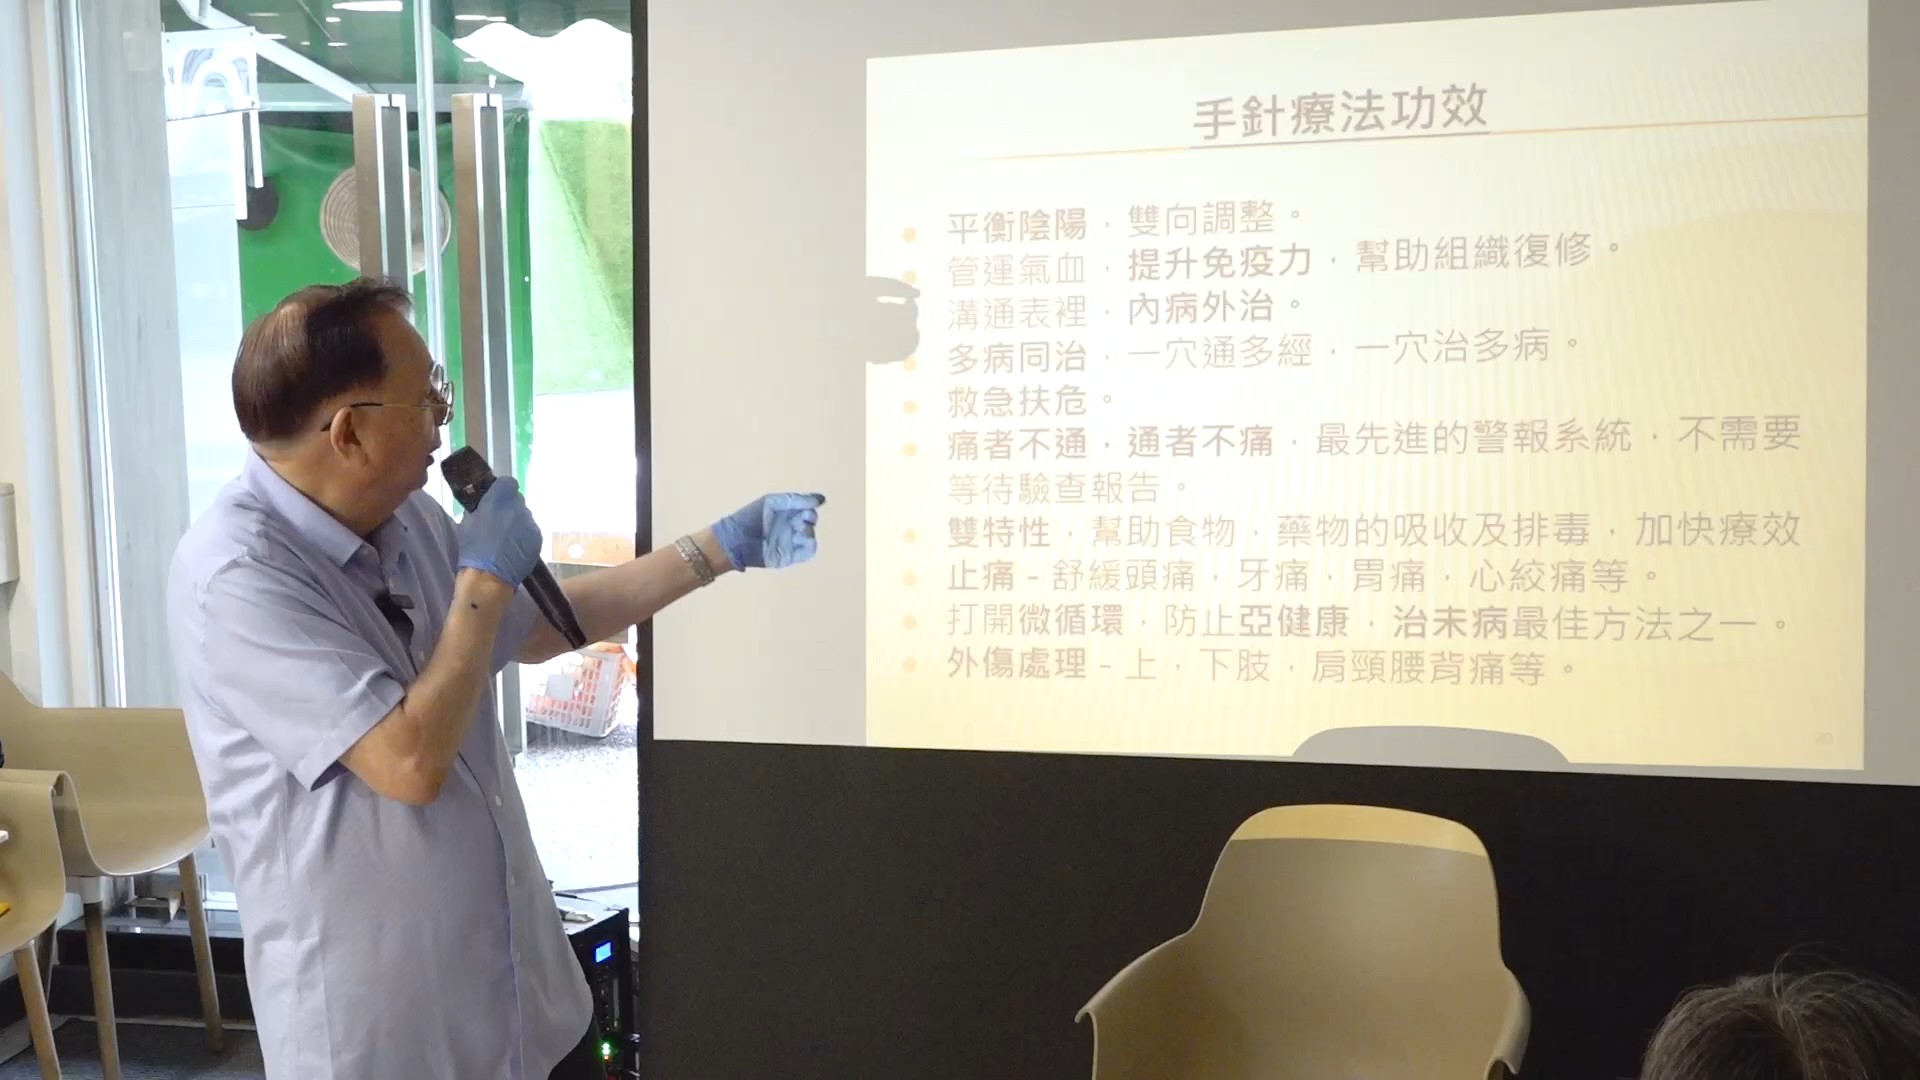 手針療法功效
平衡陰陽，雙向調整。
管運氣血，提升免疫力，幫助組織復修。
溝通表裡，內病外治。
多病同治，一穴通多經，一穴治多病。
救急扶危。
痛者不通，通者不痛，最先進的警報系統，不需要
等待驗查報告。
雙特性，幫助食物，藥物的吸收及排毒，加快療效
止痛 - 舒緩頭痛，牙痛，胃痛，心絞痛等。
打開微循環，防止亞健康，治未病最佳方法之一。
外傷處理 - 上，下肢，肩頸腰背痛等。
20